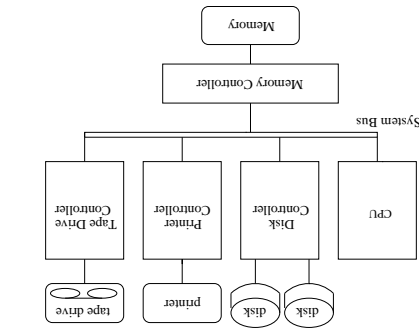 disk
disk
printer
tape drive
CPU
Disk
Controller
Printer
Controller
Tape Drive
Controller
System Bus
Memory Controller
Memory